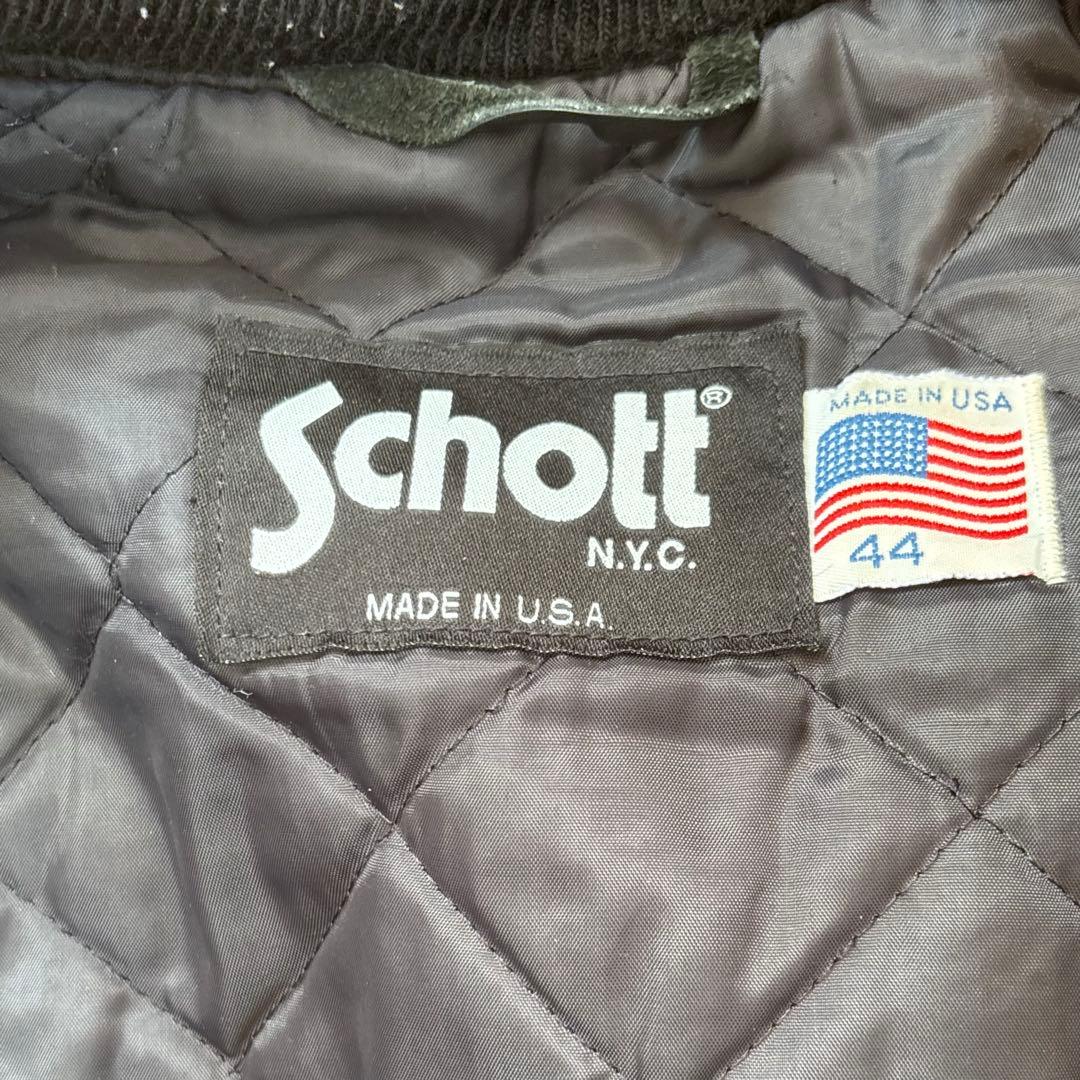 Schott®
N.Y.C.
MADE IN U.S.A.
MADE IN USA
44